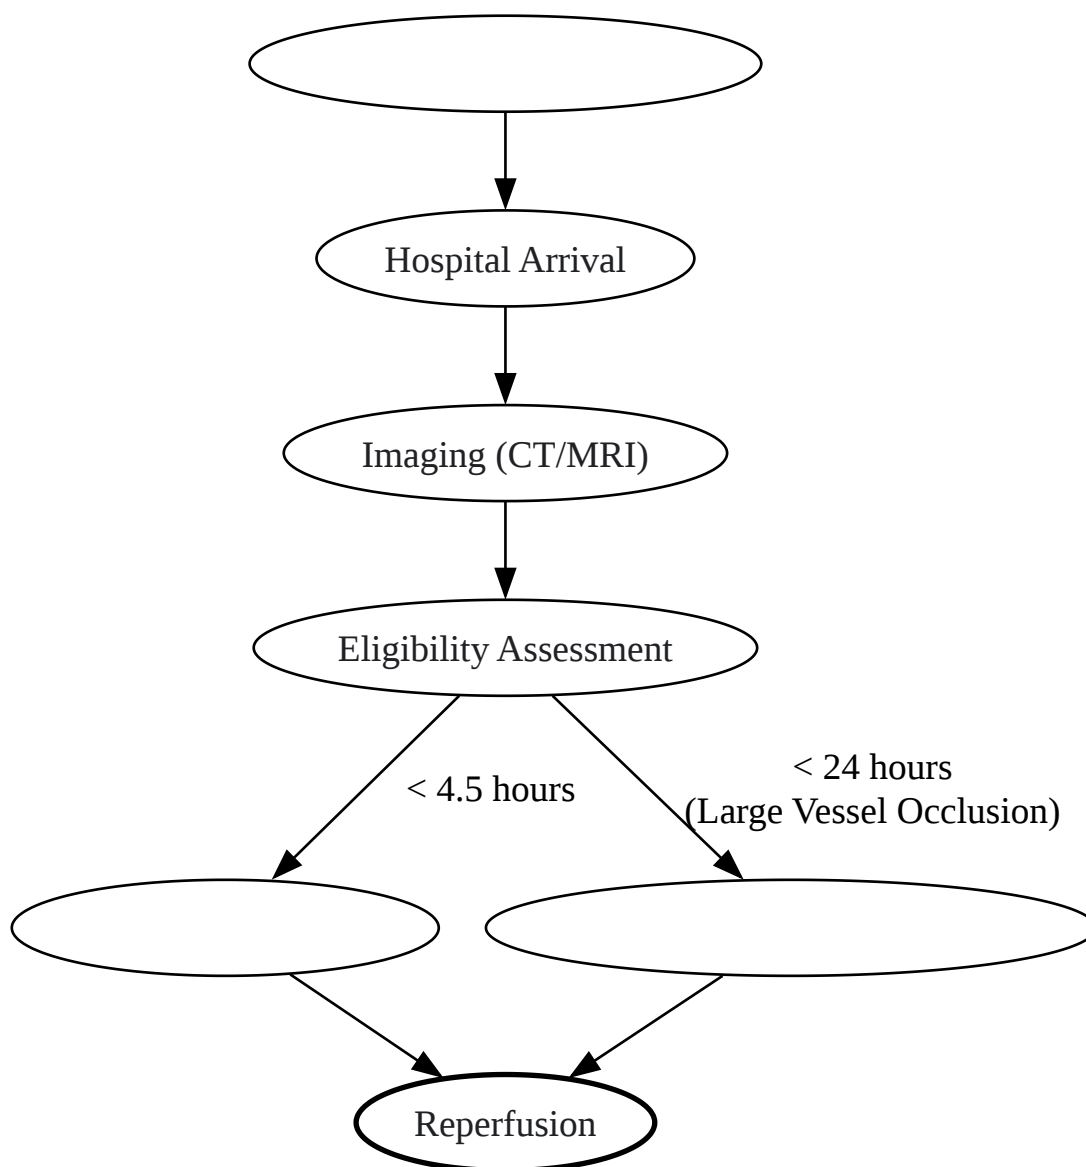 Hospital Arrival
Imaging (CT/MRI)
Eligibility Assessment
< 4.5 hours
< 24 hours
(Large Vessel Occlusion)
Reperfusion